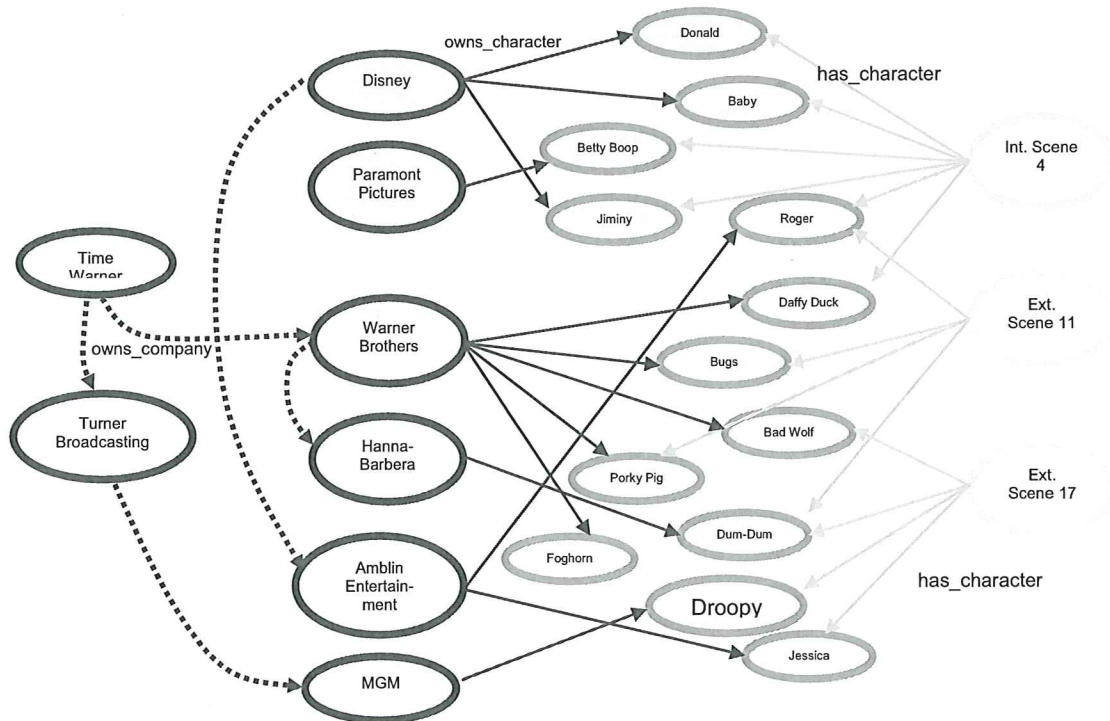 owns_character
Donald
Disney
has_character
Baby
Betty Boop
Int. Scene
4
Paramont
Pictures
Jiminy
Roger
Time
Warner
Daffy Duck
Ext.
Scene 11
Warner
Brothers
owns_company
Bugs
Turner
Broadcasting
Bad Wolf
Hanna-
Barbera
Porky Pig
Ext.
Scene 17
Dum-Dum
Foghorn
Amblin
Entertain-
ment
has_character
Droopy
Jessica
MGM